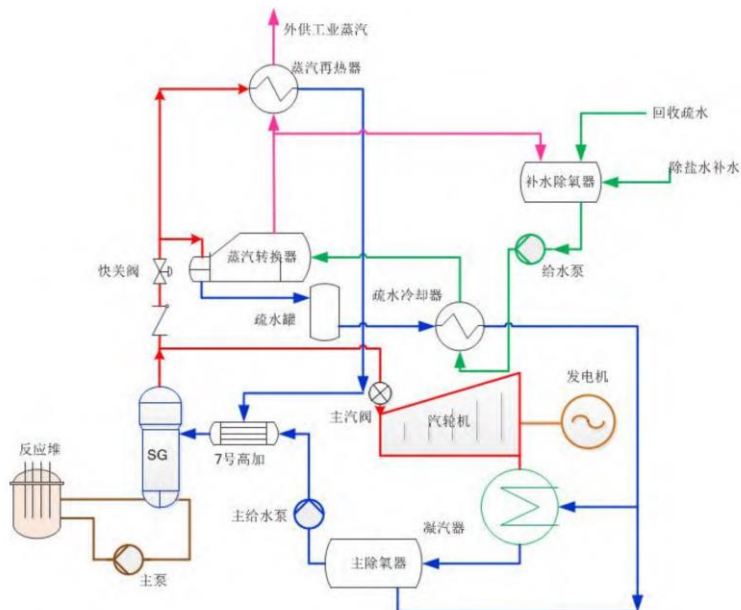 外供工业蒸汽
蒸汽再热器
回收疏水
除盐水补水
补水除氧器
蒸汽转换器
快关阀
给水泵
疏水冷却器
疏水罐
发电机
主汽阀
汽轮机
反应堆
SG
7号高加
主给水泵
凝汽器
主除氧器
主泵